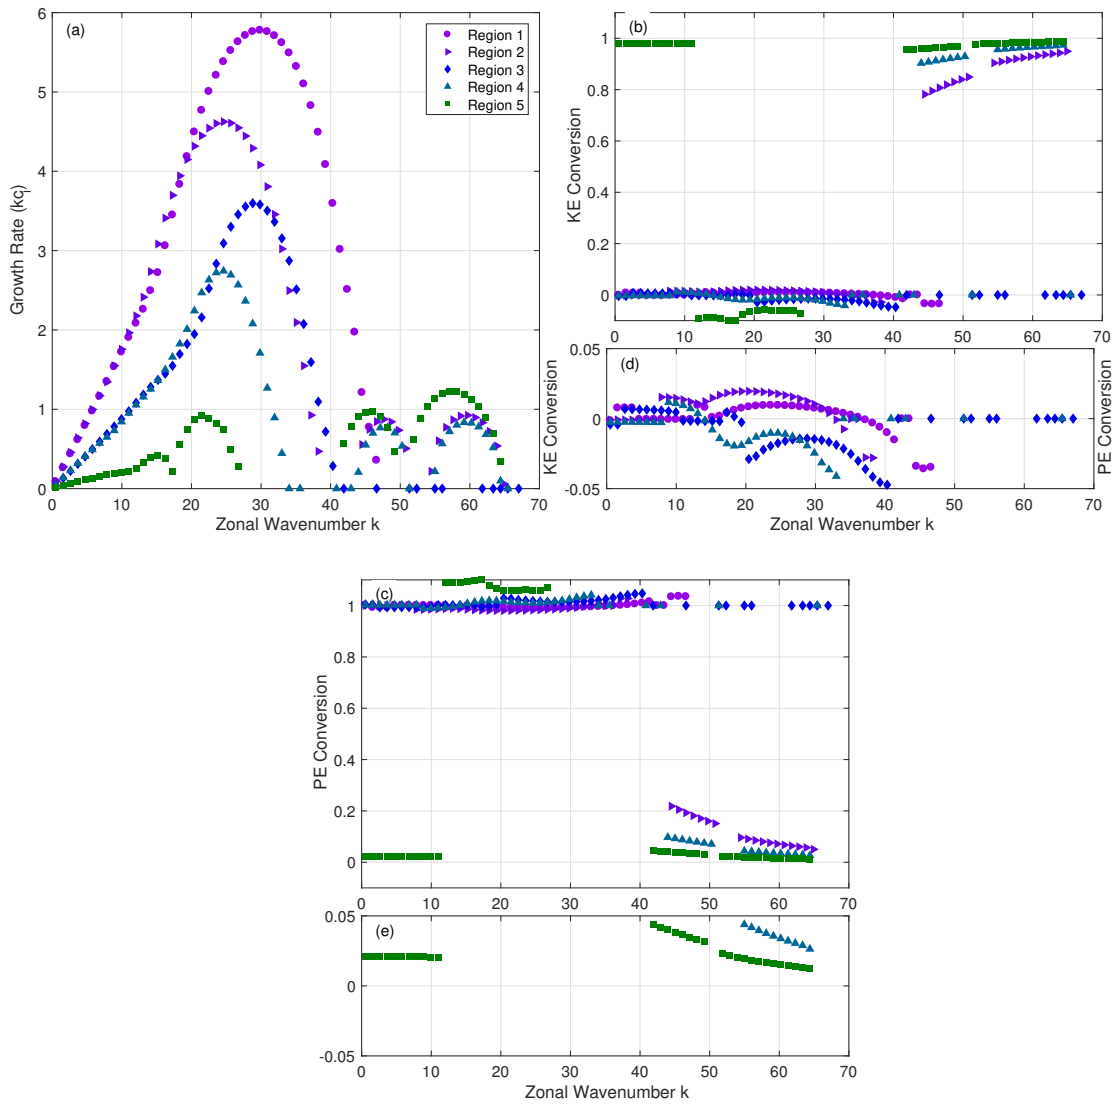 (a)
Region 1
Region 2
Region 3
Region 4
Region 5
6
5
4
3
2
1
0
Growth Rate (kc_i)
0 10 20 30 40 50 60 70
Zonal Wavenumber k
(b)
1
0.8
0.6
0.4
0.2
0
KE Conversion
0 10 20 30 40 50 60 70
(d)
0.05
0
-0.05
KE Conversion
PE Conversion
0 10 20 30 40 50 60 70
Zonal Wavenumber k
(c)
1
0.8
0.6
0.4
0.2
0
PE Conversion
0 10 20 30 40 50 60 70
(e)
0.05
0
-0.05
0 10 20 30 40 50 60 70
Zonal Wavenumber k